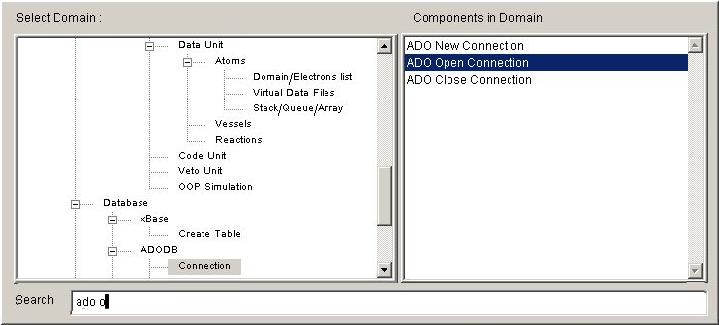 Select Domain :
Data Unit
Atoms
Domain/Electrons list
Virtual Data Files
Stack/Queue/Array
Vessels
Reactions
Code Unit
Veto Unit
OOP Simulation
Database
xBase
Create Table
ADODB
Connection
Components in Domain
ADO New Connection
ADO Open Connection
ADO Close Connection
Search
ado o